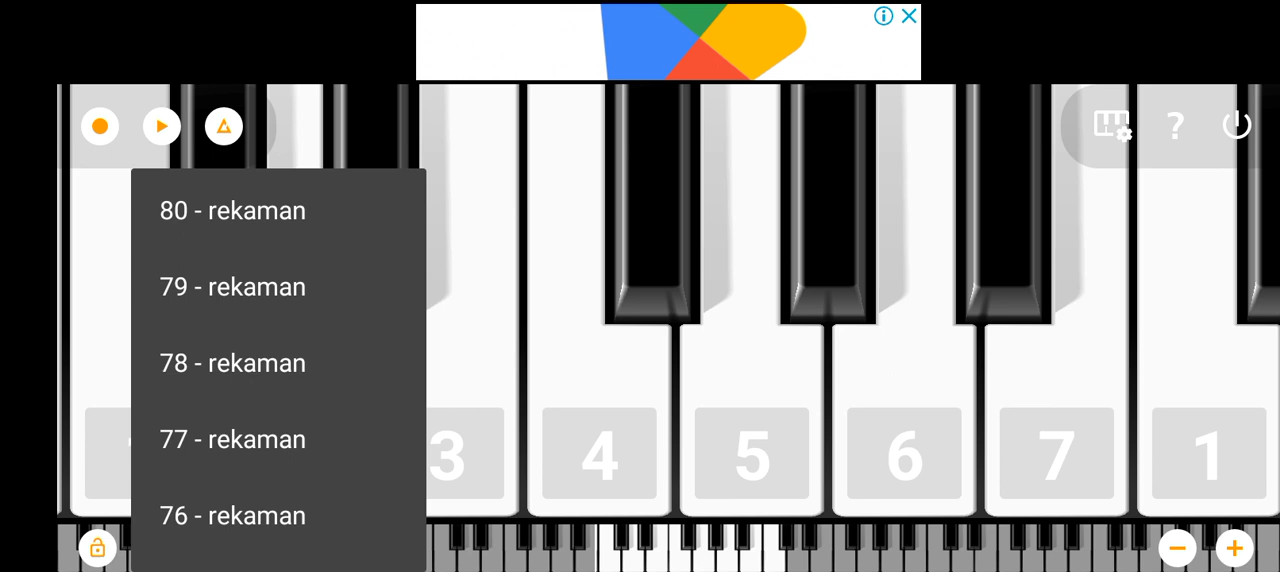 ?
80 - rekaman
79 - rekaman
78 - rekaman
77 - rekaman
76 - rekaman
3 4 5 6 7 1